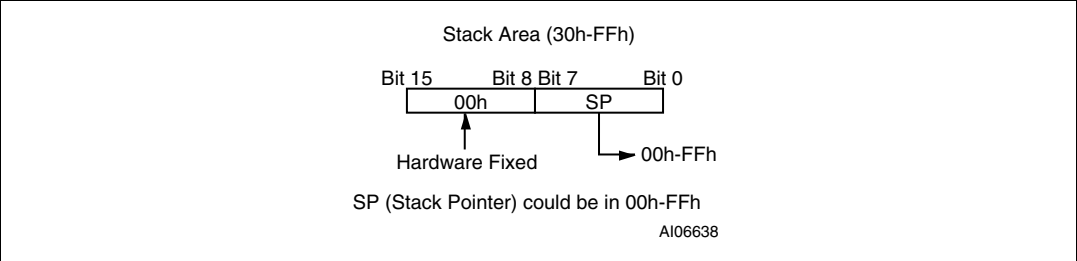 Stack Area (30h-FFh)
Bit 15 Bit 8 Bit 7 Bit 0
00h SP
Hardware Fixed 00h-FFh
SP (Stack Pointer) could be in 00h-FFh
AI06638